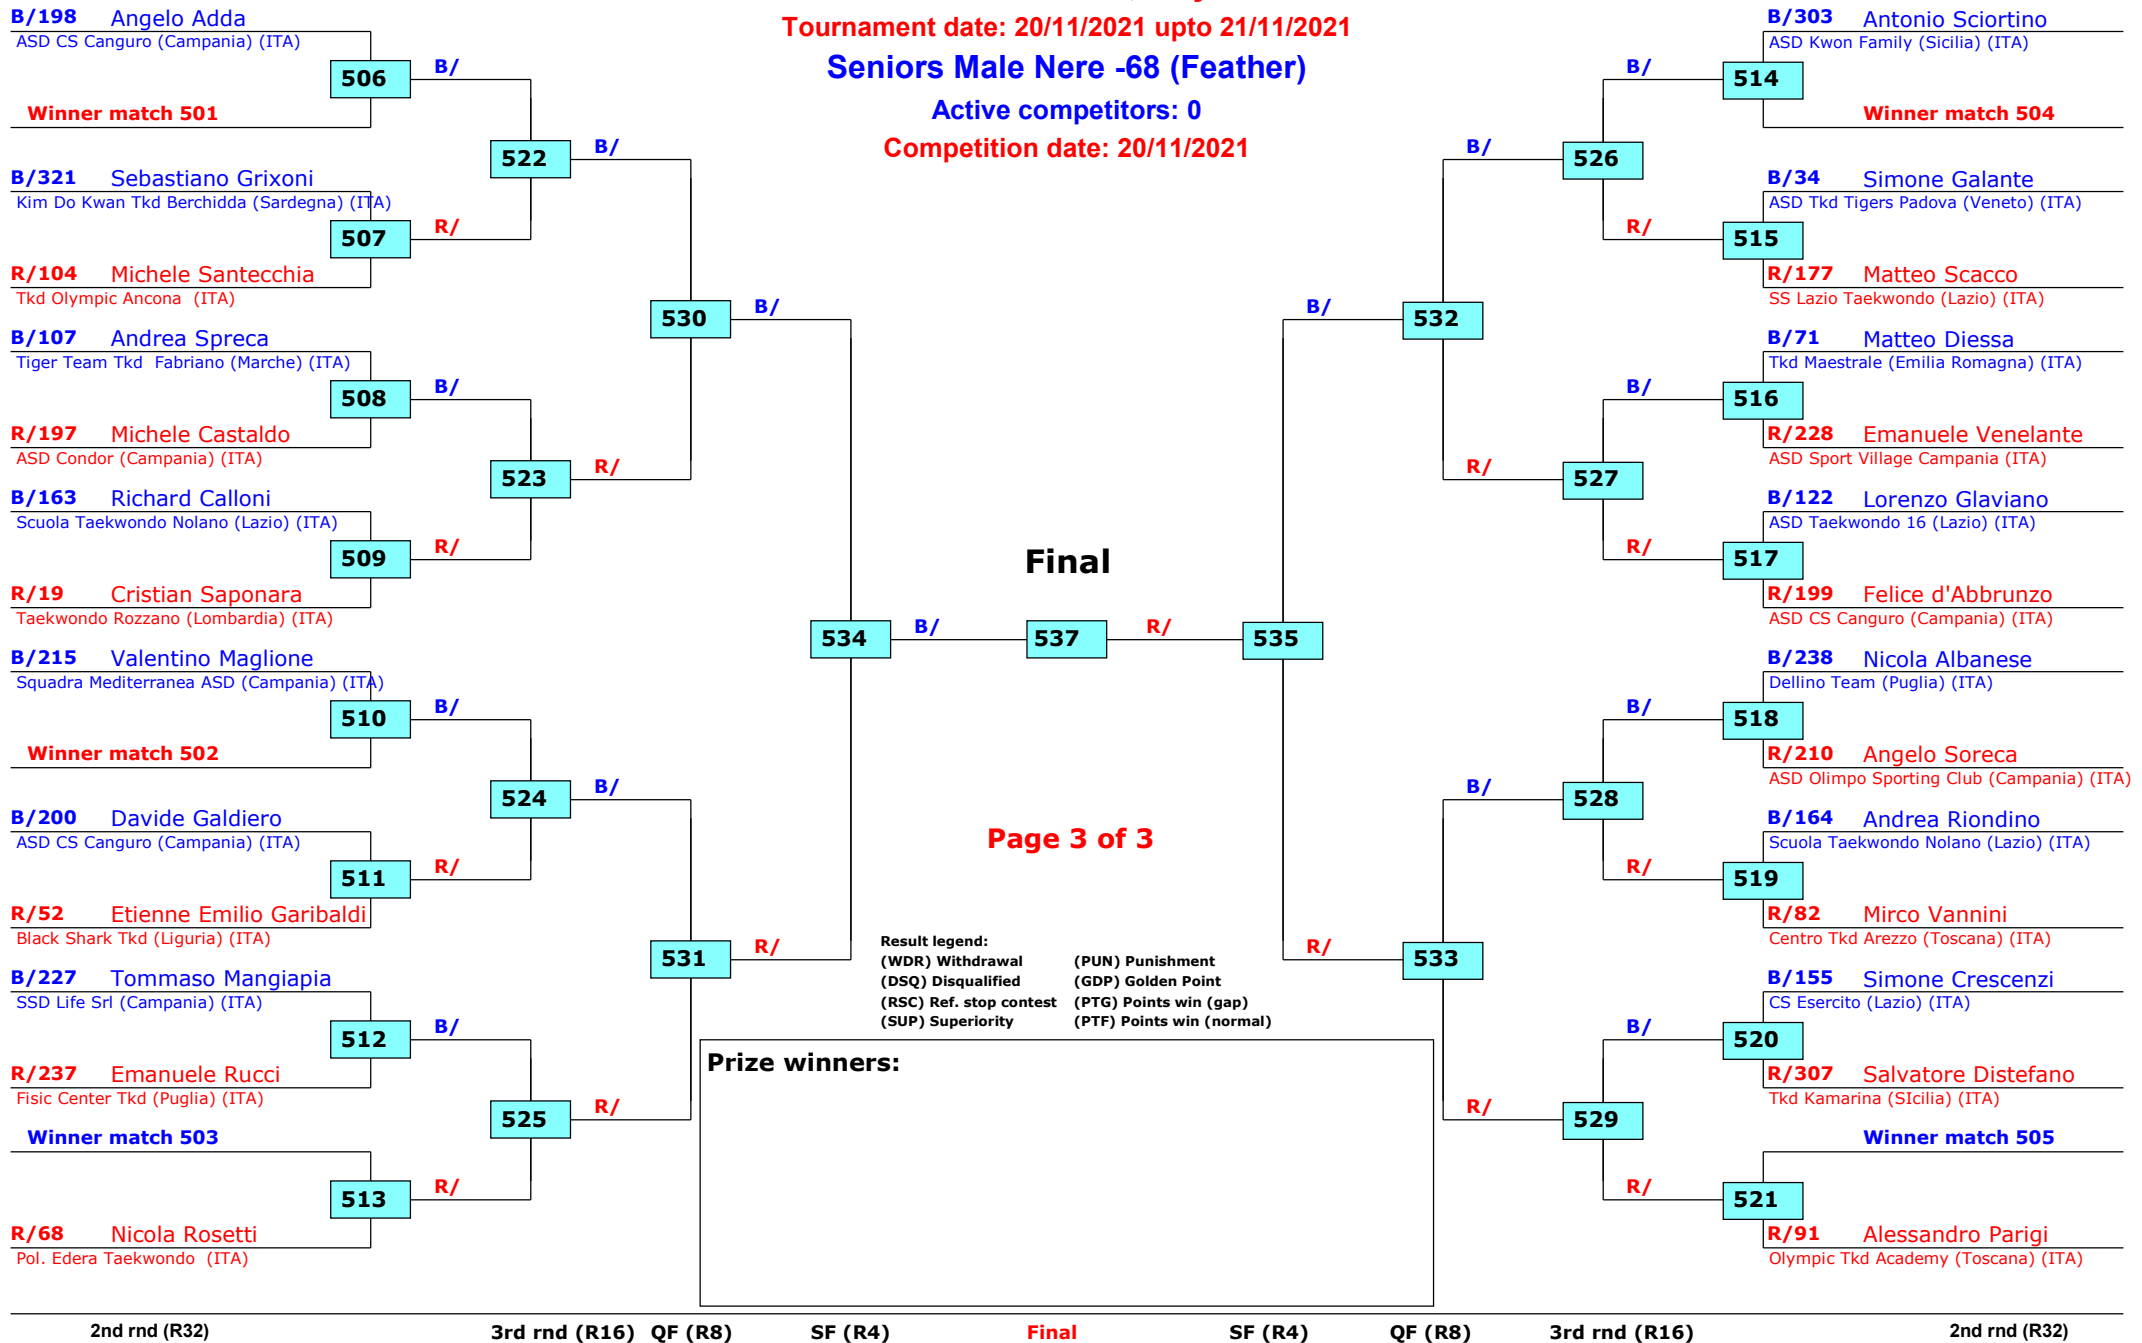 Tournament date: 20/11/2021 upto 21/11/2021
Seniors Male Nere -68 (Feather)
Active competitors: 0
Competition date: 20/11/2021
B/198 Angelo Adda
ASD CS Canguro (Campania) (ITA)
506
B/
Winner match 501
522
B/
B/321 Sebastiano Grixoni
Kim Do Kwan Tkd Berchidda (Sardegna) (ITA)
507
R/
R/104 Michele Santecchia
Tkd Olympic Ancona (ITA)
530
B/
B/107 Andrea Spreca
Tiger Team Tkd Fabriano (Marche) (ITA)
508
B/
R/197 Michele Castaldo
ASD Condor (Campania) (ITA)
523
R/
B/163 Richard Calloni
Scuola Taekwondo Nolano (Lazio) (ITA)
509
R/
R/19 Cristian Saponara
Taekwondo Rozzano (Lombardia) (ITA)
534
B/
B/215 Valentino Maglione
Squadra Mediterranea ASD (Campania) (ITA)
510
B/
Winner match 502
524
B/
B/200 Davide Galdiero
ASD CS Canguro (Campania) (ITA)
511
R/
R/52 Etienne Emilio Garibaldi
Black Shark Tkd (Liguria) (ITA)
531
R/
B/227 Tommaso Mangiapia
SSD Life Srl (Campania) (ITA)
512
B/
R/237 Emanuele Rucci
Fisic Center Tkd (Puglia) (ITA)
525
R/
Winner match 503
513
R/
R/68 Nicola Rosetti
Pol. Edera Taekwondo (ITA)
Final
537
R/
535
Page 3 of 3
B/303 Antonio Sciortino
ASD Kwon Family (Sicilia) (ITA)
B/
514
Winner match 504
B/
526
B/34 Simone Galante
ASD Tkd Tigers Padova (Veneto) (ITA)
R/
515
R/177 Matteo Scacco
SS Lazio Taekwondo (Lazio) (ITA)
B/
532
B/71 Matteo Diessa
Tkd Maestrale (Emilia Romagna) (ITA)
B/
516
R/228 Emanuele Venelante
ASD Sport Village Campania (ITA)
R/
527
B/122 Lorenzo Glaviano
ASD Taekwondo 16 (Lazio) (ITA)
R/
517
R/199 Felice d'Abbrunzo
ASD CS Canguro (Campania) (ITA)
B/238 Nicola Albanese
Dellino Team (Puglia) (ITA)
B/
518
R/210 Angelo Soreca
ASD Olimpo Sporting Club (Campania) (ITA)
B/
528
B/164 Andrea Riondino
Scuola Taekwondo Nolano (Lazio) (ITA)
R/
519
R/82 Mirco Vannini
Centro Tkd Arezzo (Toscana) (ITA)
R/
533
B/155 Simone Crescenzi
CS Esercito (Lazio) (ITA)
B/
520
R/307 Salvatore Distefano
Tkd Kamarina (SIcilia) (ITA)
R/
529
Winner match 505
R/
521
R/91 Alessandro Parigi
Olympic Tkd Academy (Toscana) (ITA)
Result legend:
(WDR) Withdrawal (PUN) Punishment
(DSQ) Disqualified (GDP) Golden Point
(RSC) Ref. stop contest (PTG) Points win (gap)
(SUP) Superiority (PTF) Points win (normal)
Prize winners:
2nd rnd (R32) 3rd rnd (R16) QF (R8) SF (R4) Final SF (R4) QF (R8) 3rd rnd (R16) 2nd rnd (R32)